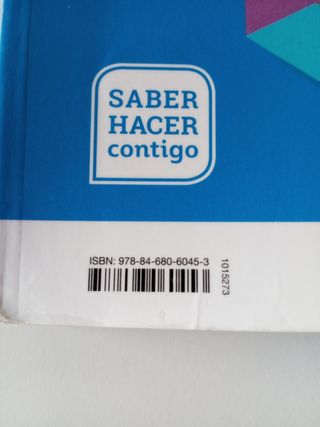 SABER
HACER
contigo
ISBN: 978-84-680-6045-3
1015273